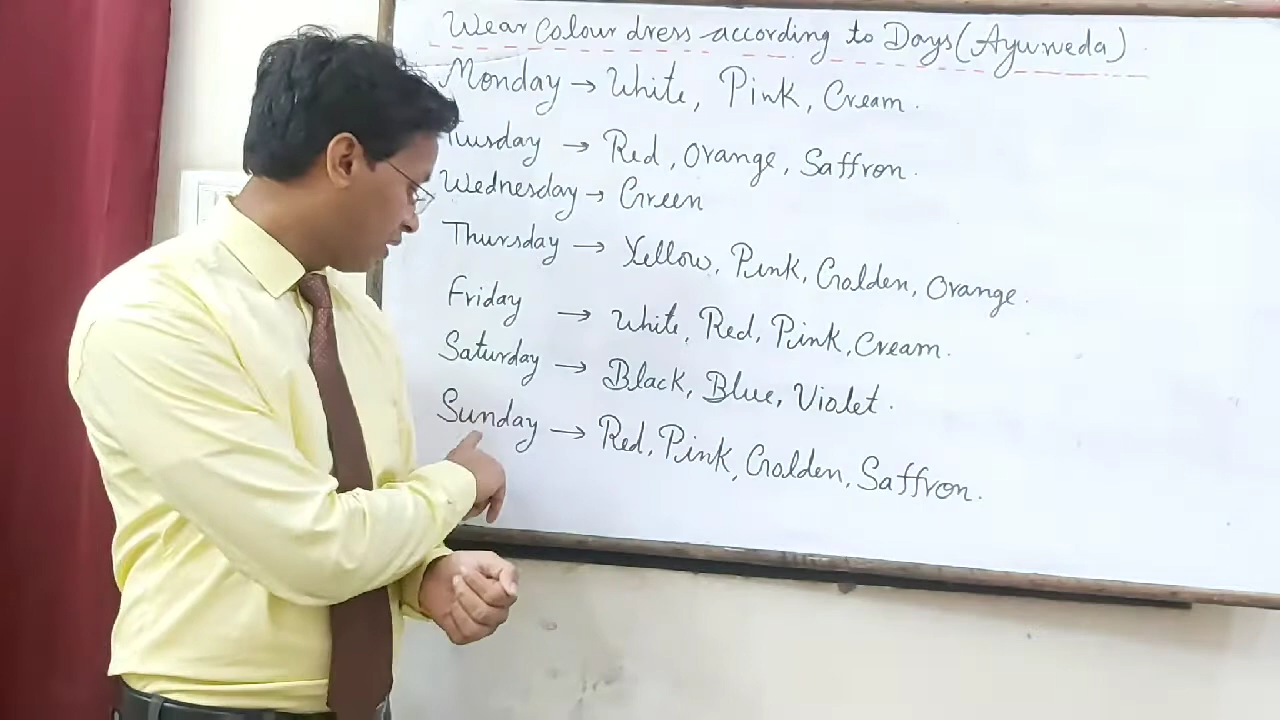 Wear Colour dress according to Days (Ayurveda)
Monday → White, Pink, Cream.
Tuesday → Red, Orange, Saffron.
Wednesday → Green
Thursday → Yellow, Pink, Golden, Orange.
Friday → White, Red, Pink, Cream.
Saturday → Black, Blue, Violet.
Sunday → Red, Pink, Golden, Saffron.